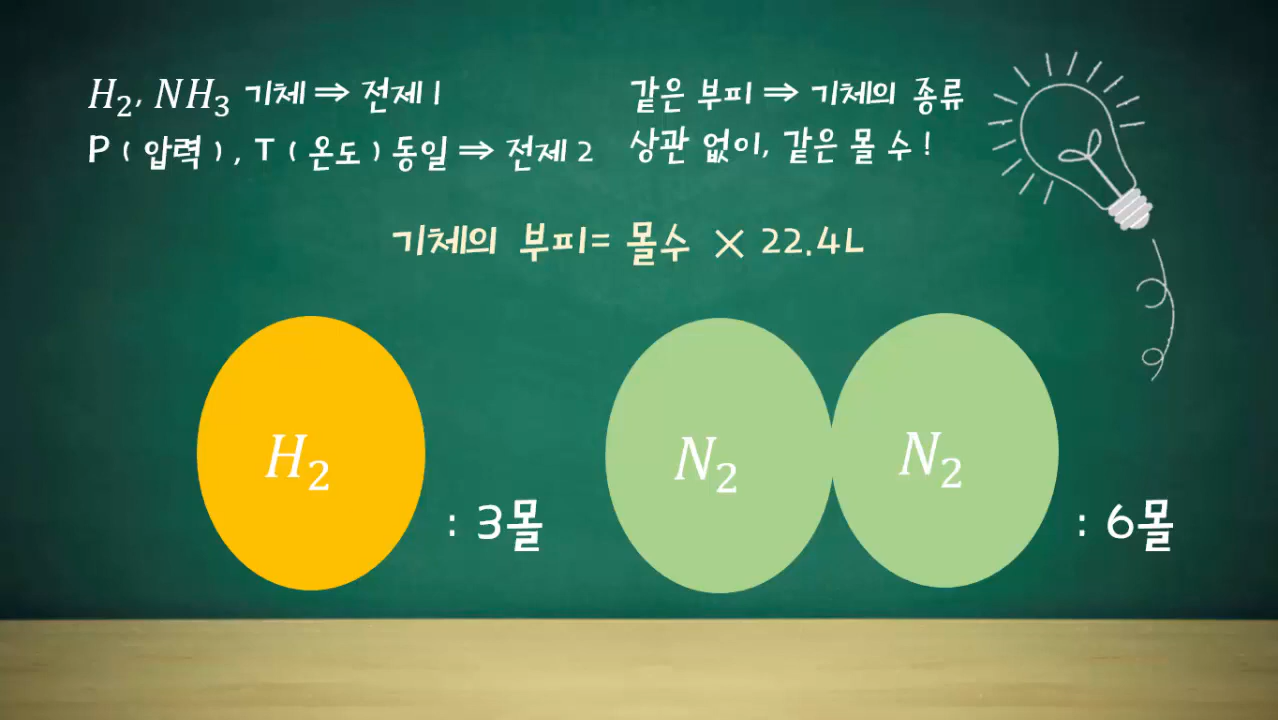 H₂, NH₃ 기체 ⇒ 전제 1
P ( 압력 ) , T ( 온도 ) 동일 ⇒ 전제 2
같은 부피 ⇒ 기체의 종류
상관 없이, 같은 몰 수 !
기체의 부피= 몰수 × 22.4L
H₂
: 3몰
N₂
N₂
: 6몰